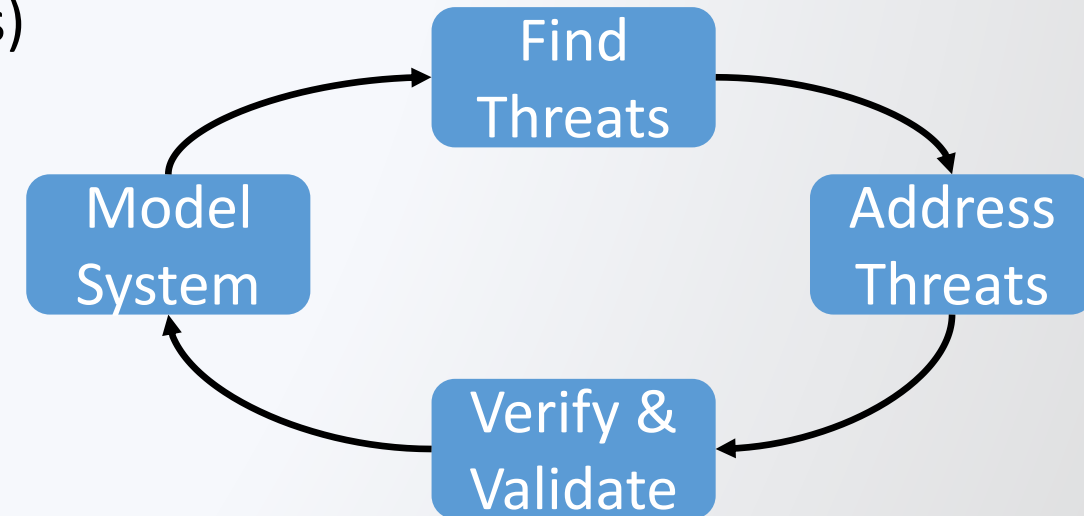 s)
Find
Threats
Model
System
Address
Threats
Verify &
Validate